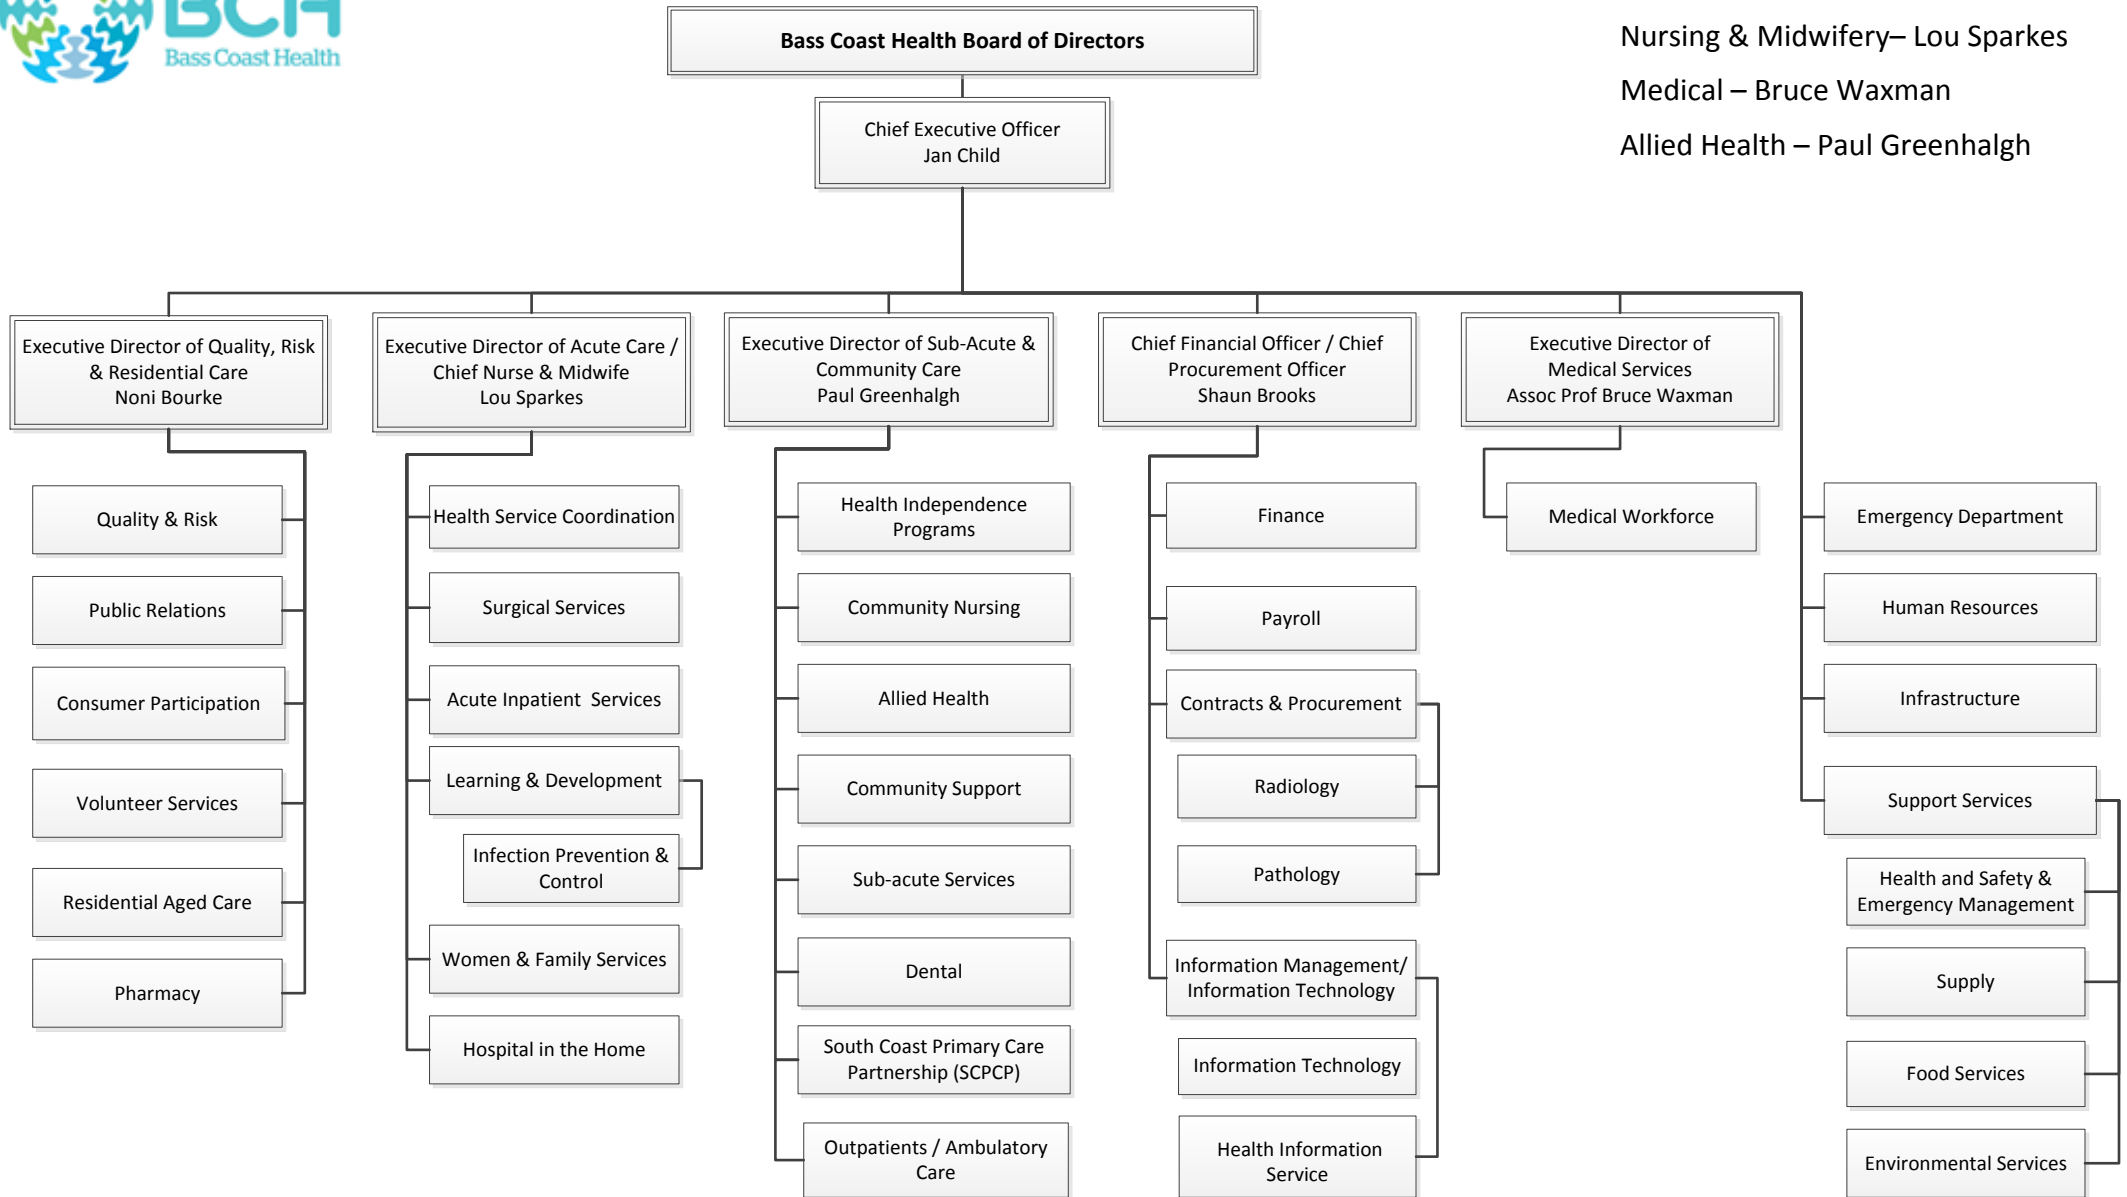 BCH
Bass Coast Health
Bass Coast Health Board of Directors
Nursing & Midwifery– Lou Sparkes
Medical – Bruce Waxman
Allied Health – Paul Greenhalgh
Chief Executive Officer
Jan Child
Executive Director of Quality, Risk
& Residential Care
Noni Bourke
Quality & Risk
Public Relations
Consumer Participation
Volunteer Services
Residential Aged Care
Pharmacy
Executive Director of Acute Care /
Chief Nurse & Midwife
Lou Sparkes
Health Service Coordination
Surgical Services
Acute Inpatient  Services
Learning & Development
Infection Prevention &
Control
Women & Family Services
Hospital in the Home
Executive Director of Sub-Acute &
Community Care
Paul Greenhalgh
Health Independence
Programs
Community Nursing
Allied Health
Community Support
Sub-acute Services
Dental
South Coast Primary Care
Partnership (SCPCP)
Outpatients / Ambulatory
Care
Chief Financial Officer / Chief
Procurement Officer
Shaun Brooks
Finance
Payroll
Contracts & Procurement
Radiology
Pathology
Information Management/
Information Technology
Information Technology
Health Information
Service
Executive Director of
Medical Services
Assoc Prof Bruce Waxman
Medical Workforce
Emergency Department
Human Resources
Infrastructure
Support Services
Health and Safety &
Emergency Management
Supply
Food Services
Environmental Services